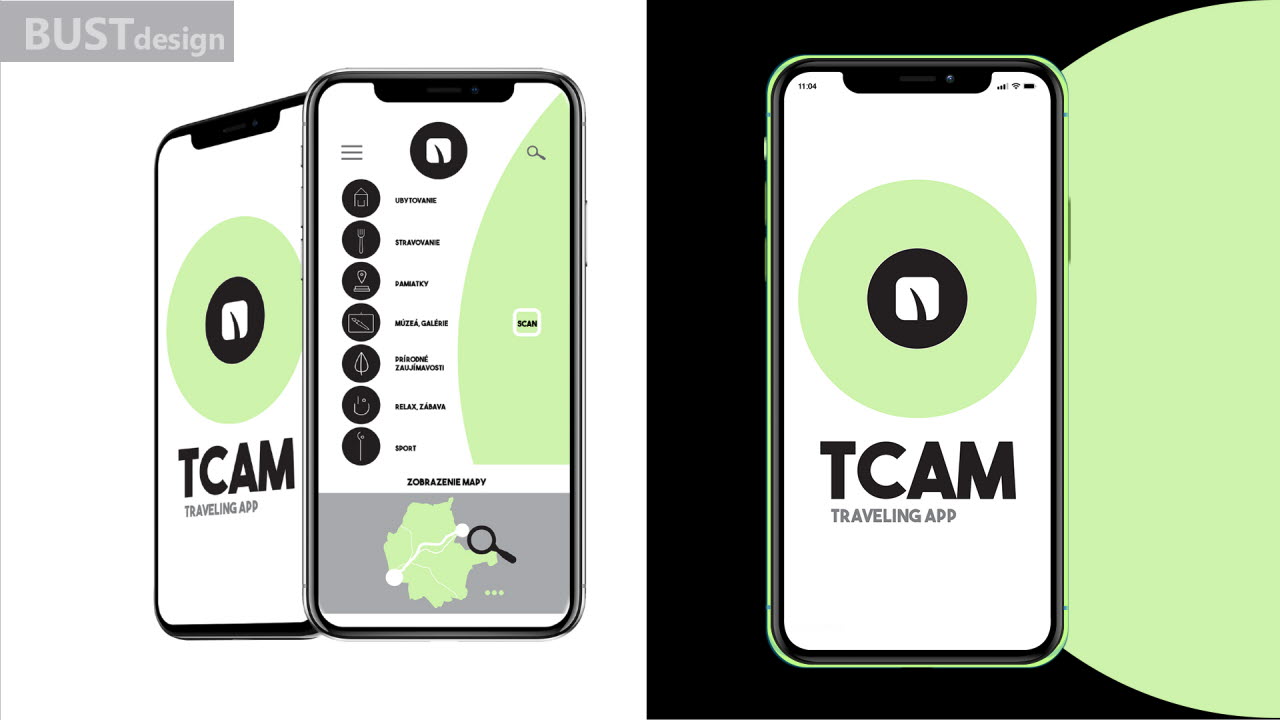 BUSTdesign
TCAM
TRAVELING APP
UBYTOVANIE
STRAVOVANIE
PAMIATKY
MÚZEÁ, GALÉRIE
PRÍRODNÉ
ZAUJÍMAVOSTI
RELAX, ZÁBAVA
SPORT
SCAN
ZOBRAZENIE MAPY
11:04
TCAM
TRAVELING APP